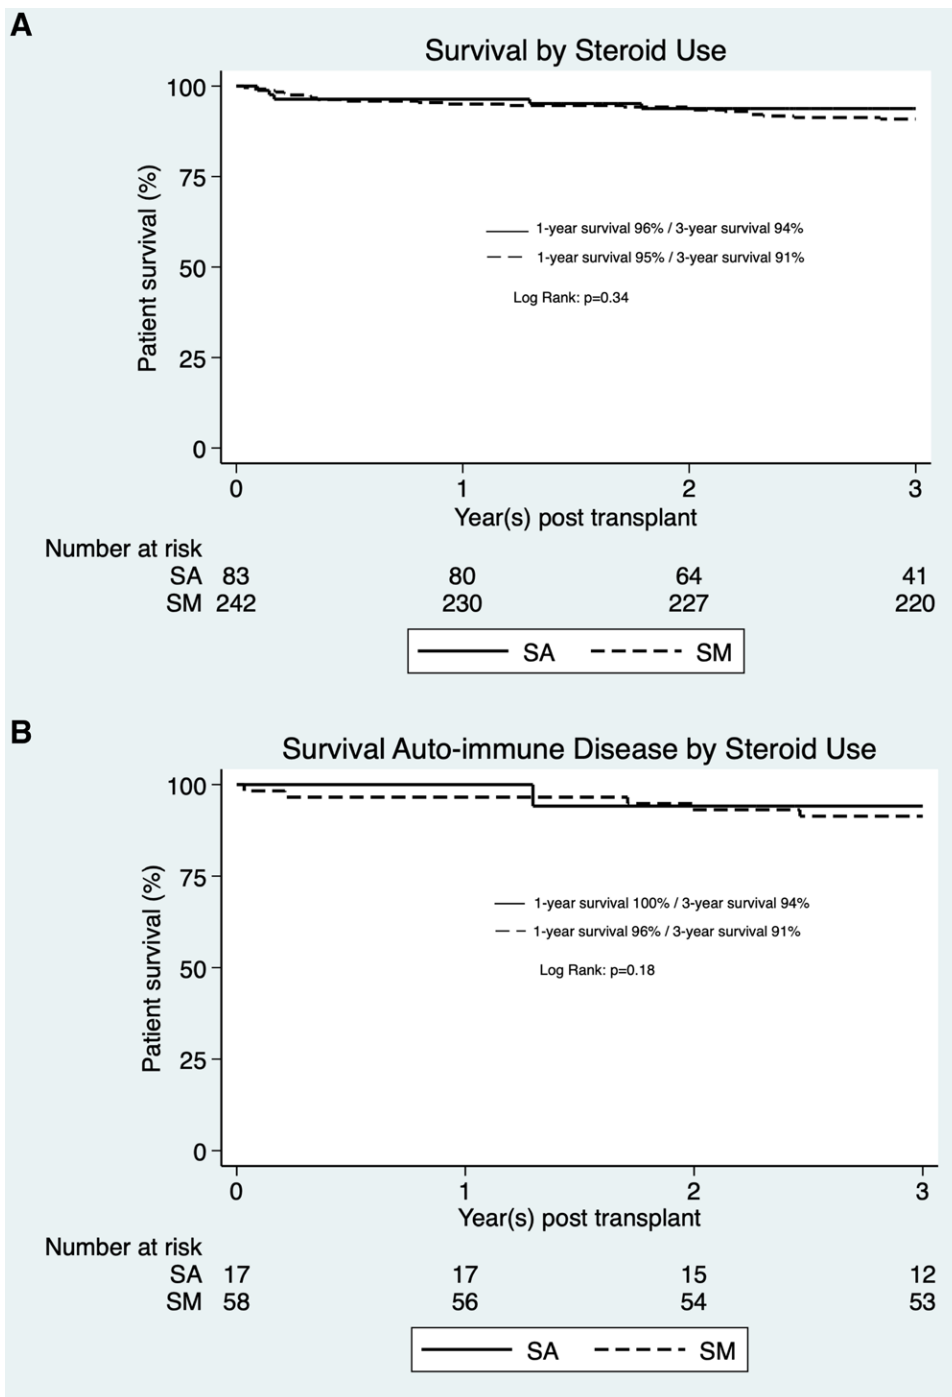 A
Survival by Steroid Use
100
75
50
25
0
Patient survival (%)
1-year survival 96% / 3-year survival 94%
1-year survival 95% / 3-year survival 91%
Log Rank: p=0.34
0 1 2 3
Year(s) post transplant
Number at risk
SA 83 80 64 41
SM 242 230 227 220
SA SM
B
Survival Auto-immune Disease by Steroid Use
100
75
50
25
0
Patient survival (%)
1-year survival 100% / 3-year survival 94%
1-year survival 96% / 3-year survival 91%
Log Rank: p=0.18
0 1 2 3
Year(s) post transplant
Number at risk
SA 17 17 15 12
SM 58 56 54 53
SA SM